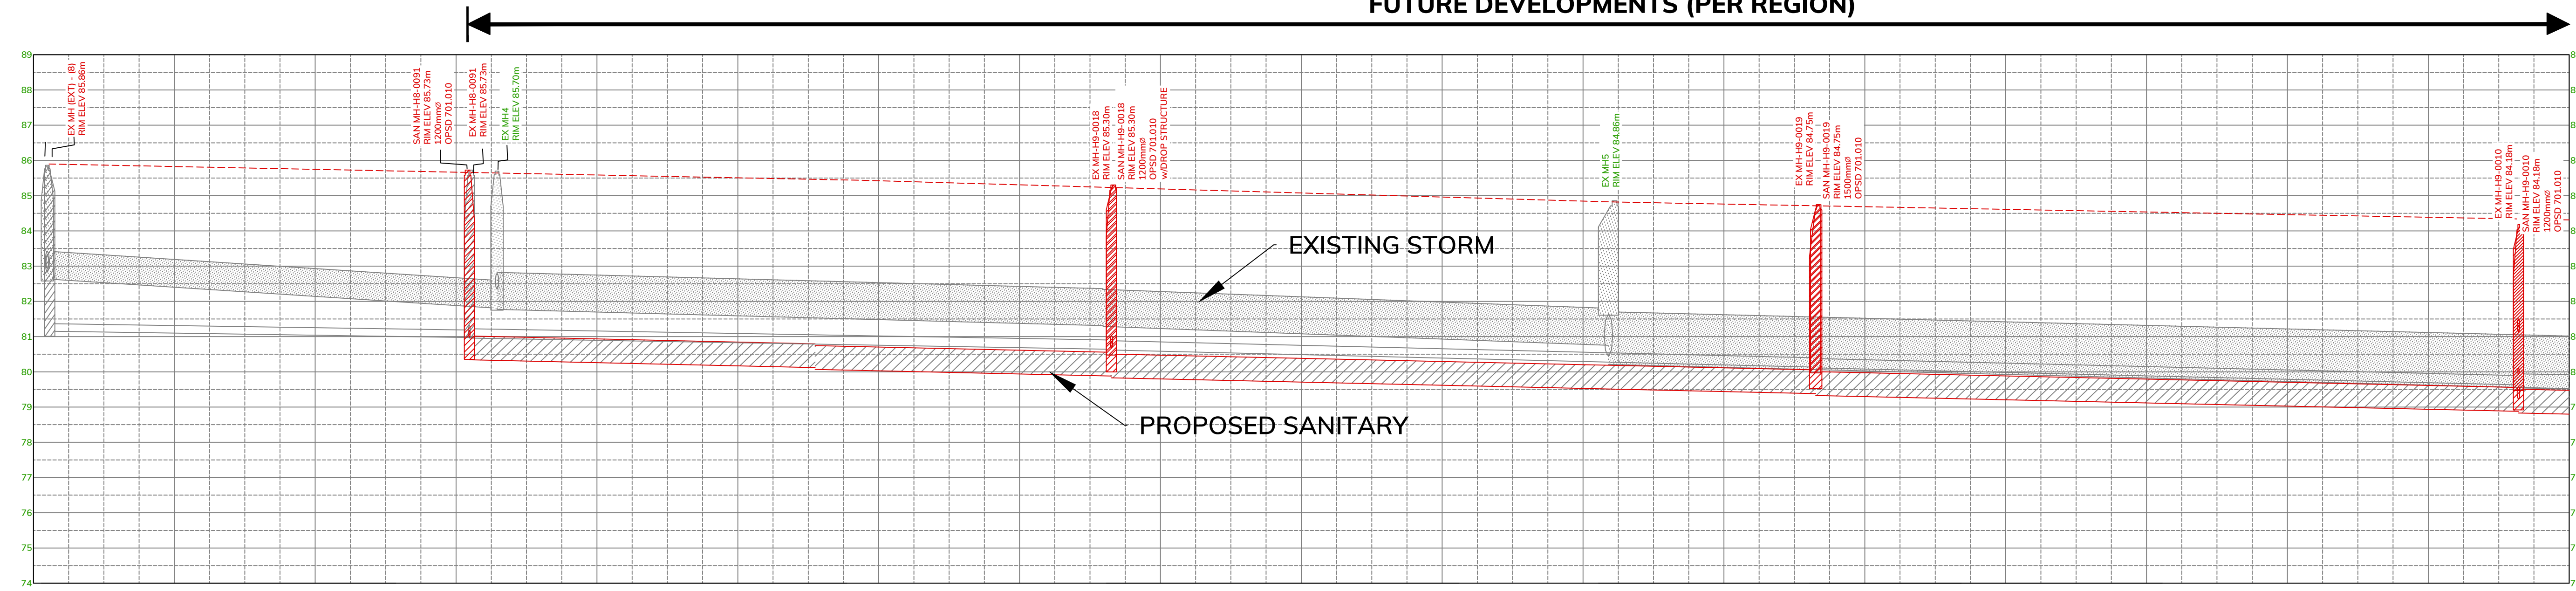 FUTURE DEVELOPMENTS (PER REGION)
EX MH (EXT) - (8)
RIM ELEV 85.86m
SAN MH-H8-0091
RIM ELEV 85.73m
1200mmØ
OPSD 701.010
EX MH-H8-0091
RIM ELEV 85.73m
EX MH4
RIM ELEV 85.70m
EX MH-H9-0018
RIM ELEV 85.30m
SAN MH-H9-0018
RIM ELEV 85.30m
1200mmØ
OPSD 701.010
w/DROP STRUCTURE
EX MH5
RIM ELEV 84.86m
EX MH-H9-0019
RIM ELEV 84.75m
SAN MH-H9-0019
RIM ELEV 84.75m
1500mmØ
OPSD 701.010
EX MH-H9-0010
RIM ELEV 84.18m
SAN MH-H9-0010
RIM ELEV 84.18m
1200mmØ
OPSD 701.010
EXISTING STORM
PROPOSED SANITARY
89
88
87
86
85
84
83
82
81
80
79
78
77
76
75
74